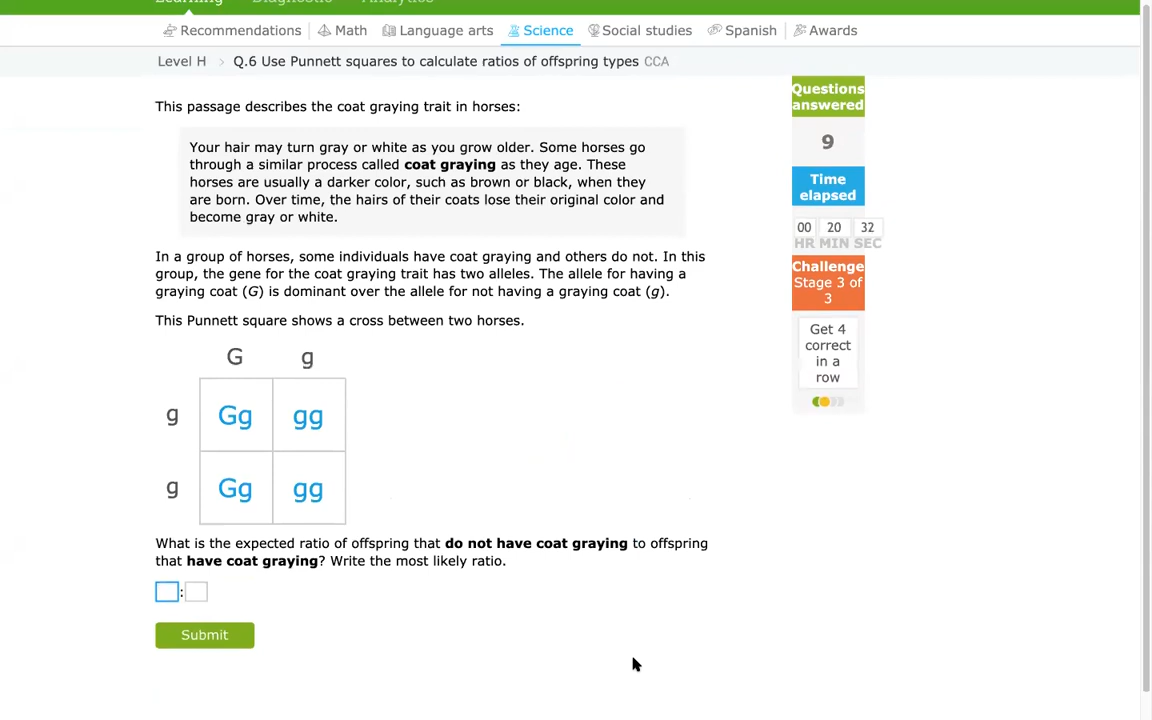 Learning Diagnostic Analytics
Recommendations Math Language arts Science Social studies Spanish Awards
Level H > Q.6 Use Punnett squares to calculate ratios of offspring types CCA
This passage describes the coat graying trait in horses:
Your hair may turn gray or white as you grow older. Some horses go
through a similar process called coat graying as they age. These
horses are usually a darker color, such as brown or black, when they
are born. Over time, the hairs of their coats lose their original color and
become gray or white.
In a group of horses, some individuals have coat graying and others do not. In this
group, the gene for the coat graying trait has two alleles. The allele for having a
graying coat (G) is dominant over the allele for not having a graying coat (g).
This Punnett square shows a cross between two horses.
G g
g Gg gg
g Gg gg
What is the expected ratio of offspring that do not have coat graying to offspring
that have coat graying? Write the most likely ratio.
:
Submit
Questions
answered
9
Time
elapsed
00 20 32
HR MIN SEC
Challenge
Stage 3 of
3
Get 4
correct
in a
row